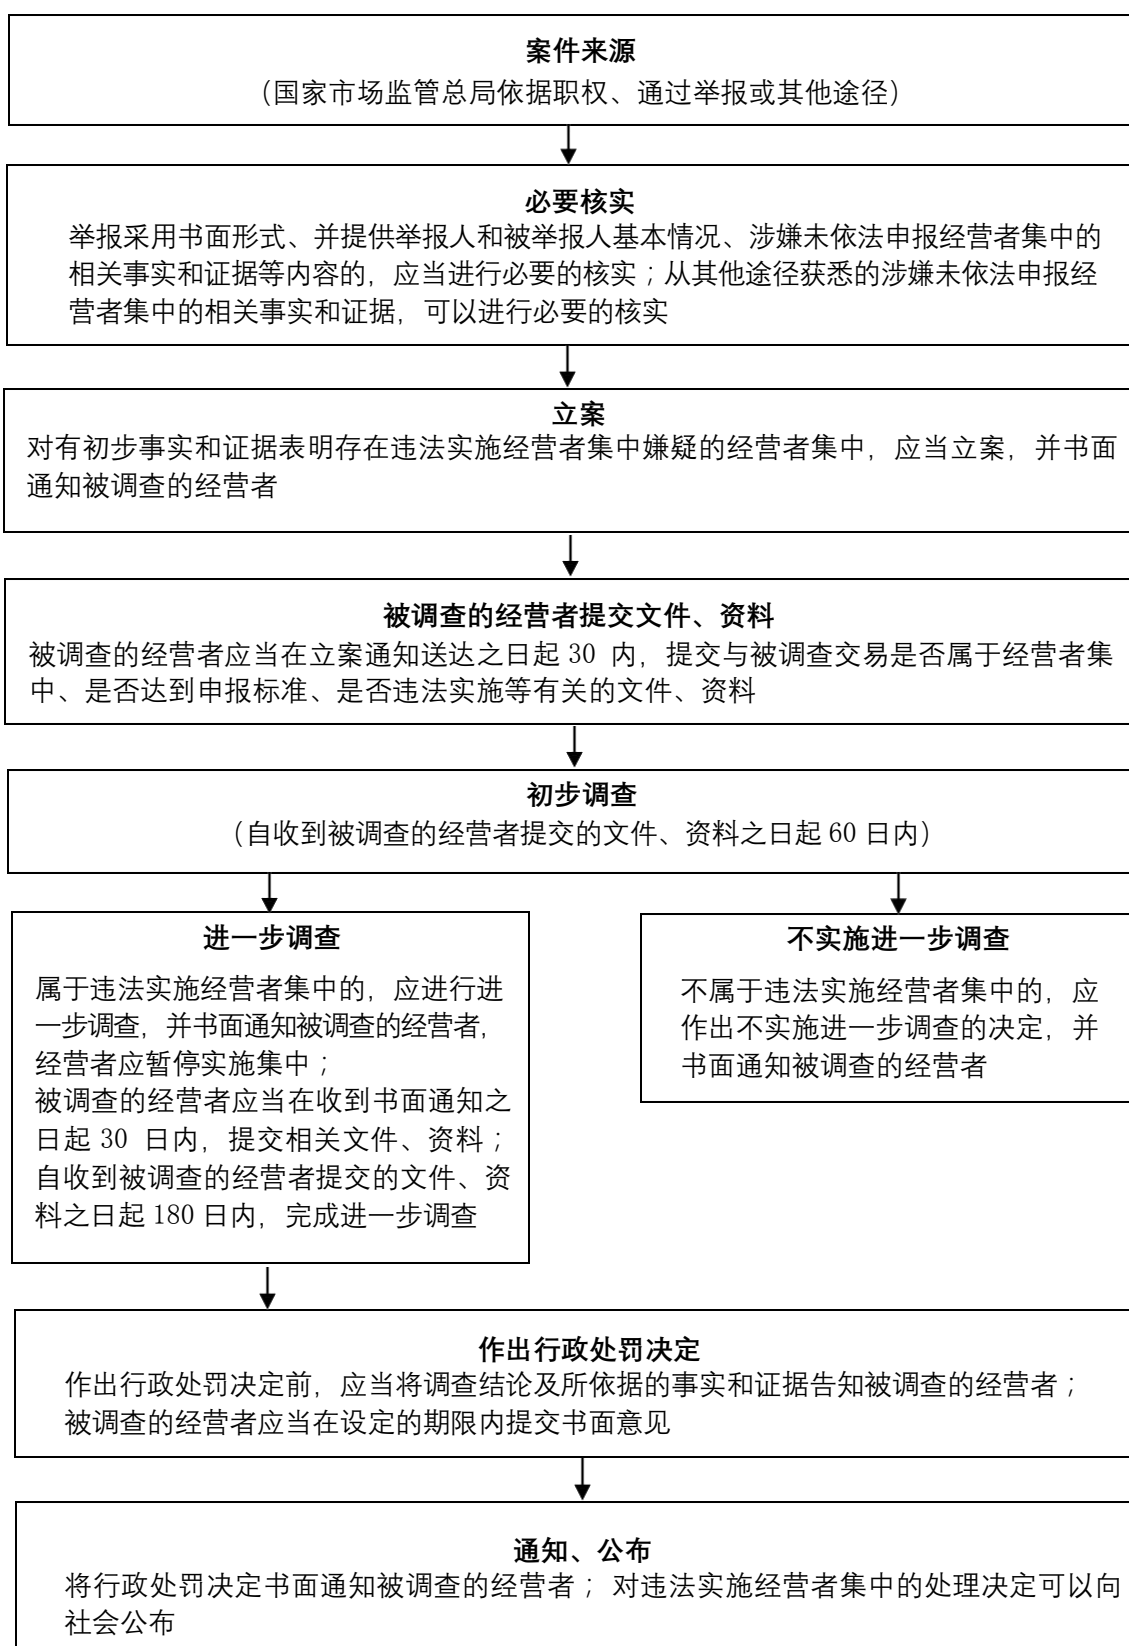 案件来源
（国家市场监管总局依据职权、通过举报或其他途径）
必要核实
举报采用书面形式、并提供举报人和被举报人基本情况、涉嫌未依法申报经营者集中的
相关事实和证据等内容的，应当进行必要的核实；从其他途径获悉的涉嫌未依法申报经
营者集中的相关事实和证据，可以进行必要的核实
立案
对有初步事实和证据表明存在违法实施经营者集中嫌疑的经营者集中，应当立案，并书面
通知被调查的经营者
被调查的经营者提交文件、资料
被调查的经营者应当在立案通知送达之日起 30 内，提交与被调查交易是否属于经营者集
中、是否达到申报标准、是否违法实施等有关的文件、资料
初步调查
（自收到被调查的经营者提交的文件、资料之日起 60 日内）
进一步调查
属于违法实施经营者集中的，应进行进
一步调查，并书面通知被调查的经营者，
经营者应暂停实施集中；
被调查的经营者应当在收到书面通知之
日起 30 日内，提交相关文件、资料；
自收到被调查的经营者提交的文件、资
料之日起 180 日内，完成进一步调查
不实施进一步调查
不属于违法实施经营者集中的，应
作出不实施进一步调查的决定，并
书面通知被调查的经营者
作出行政处罚决定
作出行政处罚决定前，应当将调查结论及所依据的事实和证据告知被调查的经营者；
被调查的经营者应当在设定的期限内提交书面意见
通知、公布
将行政处罚决定书面通知被调查的经营者；对违法实施经营者集中的处理决定可以向
社会公布